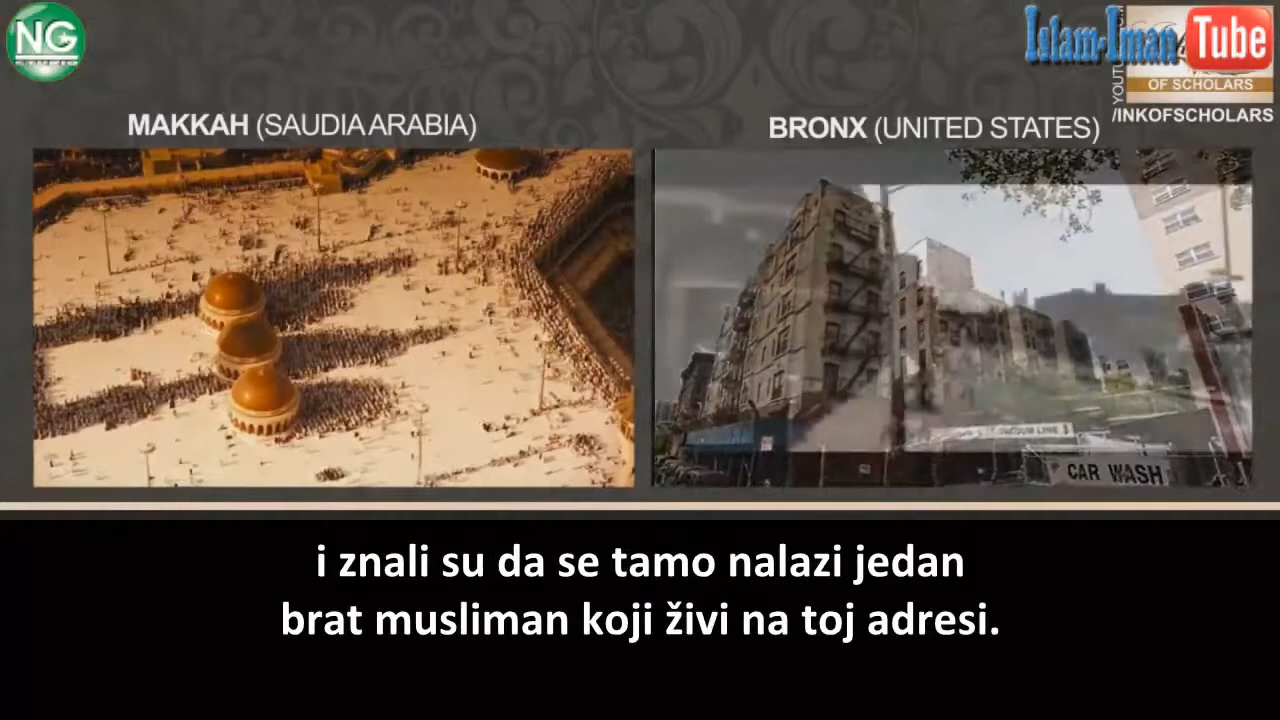 NG
STUDIO
Islam-Iman Tube
OF SCHOLARS
/INKOFSCHOLARS
MAKKAH (SAUDIA ARABIA)
BRONX (UNITED STATES)
CAR WASH
i znali su da se tamo nalazi jedan
brat musliman koji živi na toj adresi.